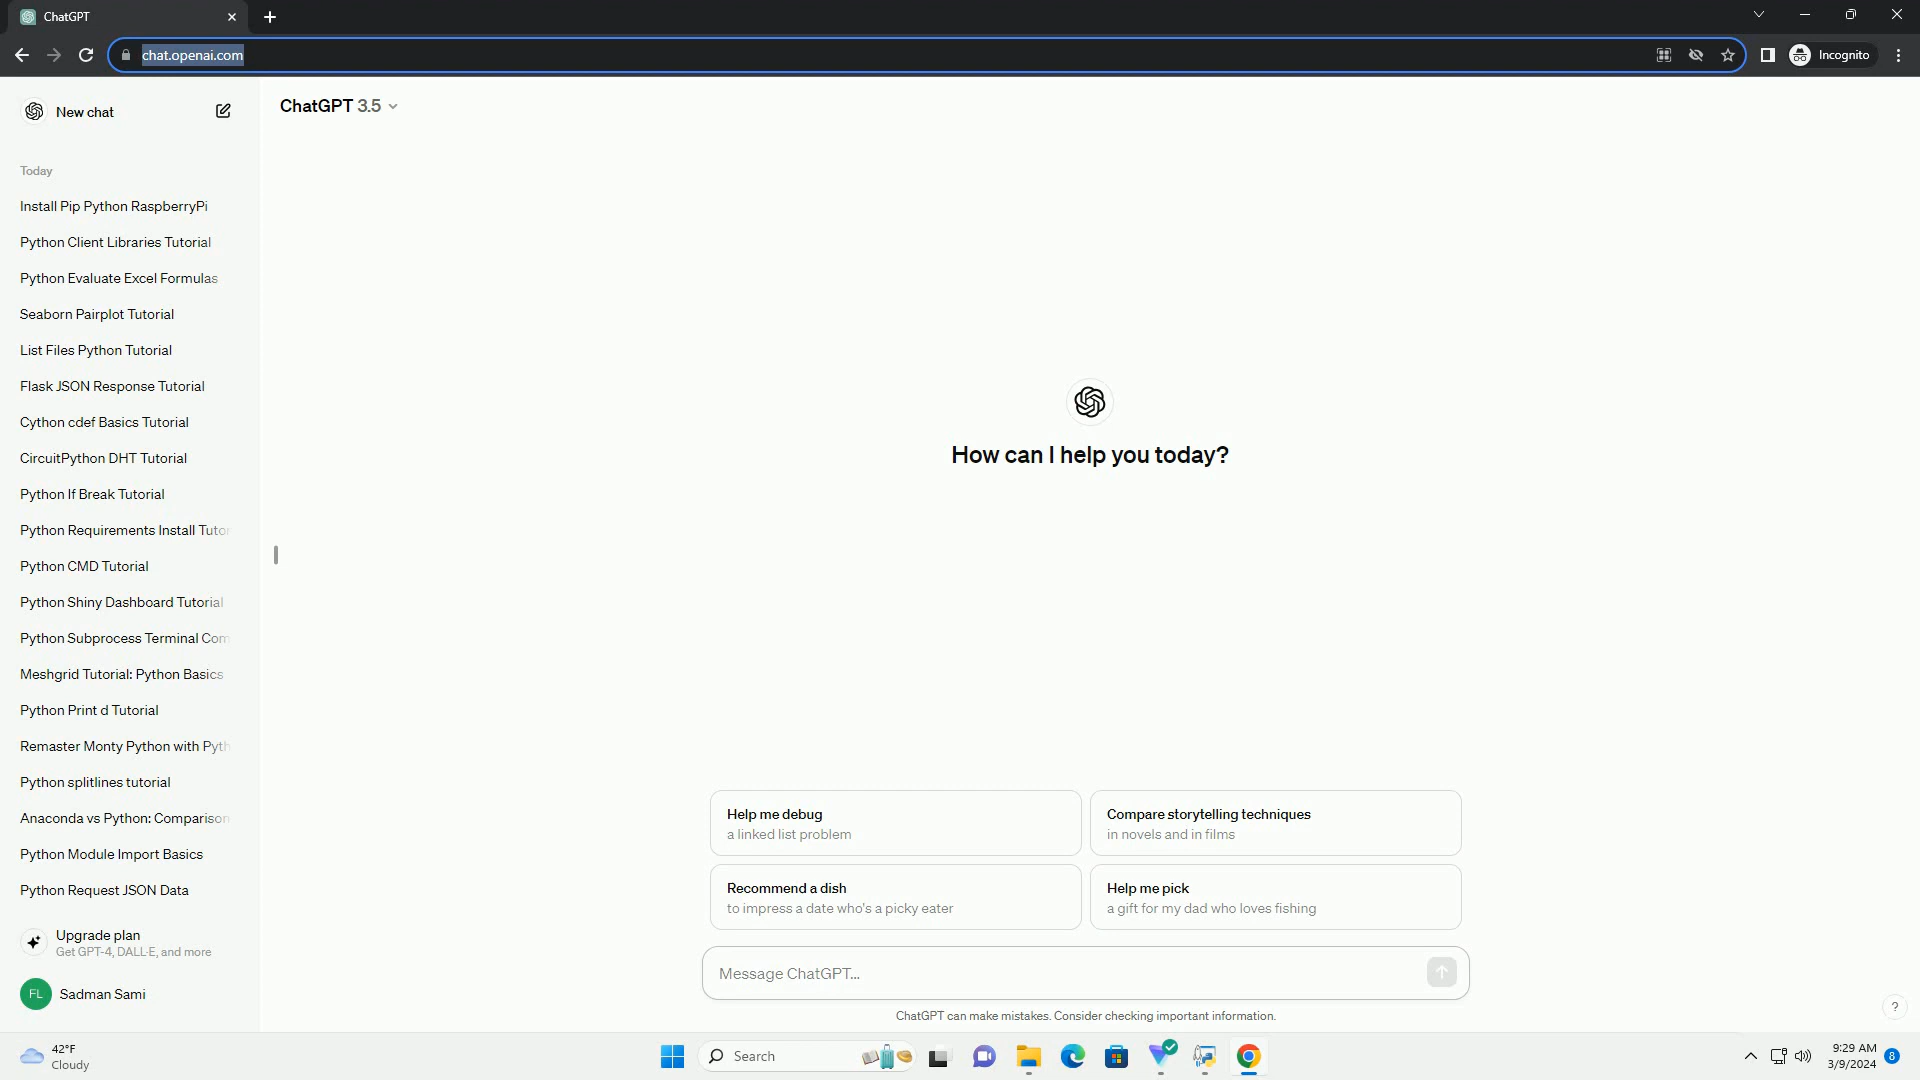 ChatGPT
chat.openai.com
Incognito
New chat
ChatGPT 3.5
Today
Install Pip Python RaspberryPi
Python Client Libraries Tutorial
Python Evaluate Excel Formulas
Seaborn Pairplot Tutorial
List Files Python Tutorial
Flask JSON Response Tutorial
Cython cdef Basics Tutorial
CircuitPython DHT Tutorial
Python If Break Tutorial
Python Requirements Install Tutor
Python CMD Tutorial
Python Shiny Dashboard Tutorial
Python Subprocess Terminal Com
Meshgrid Tutorial: Python Basics
Python Print d Tutorial
Remaster Monty Python with Pyth
Python splitlines tutorial
Anaconda vs Python: Comparison
Python Module Import Basics
Python Request JSON Data
Upgrade plan
Get GPT-4, DALL·E, and more
FL
Sadman Sami
How can I help you today?
Help me debug
a linked list problem
Compare storytelling techniques
in novels and in films
Recommend a dish
to impress a date who's a picky eater
Help me pick
a gift for my dad who loves fishing
Message ChatGPT...
ChatGPT can make mistakes. Consider checking important information.
?
42°F
Cloudy
Search
9:29 AM
3/9/2024
8